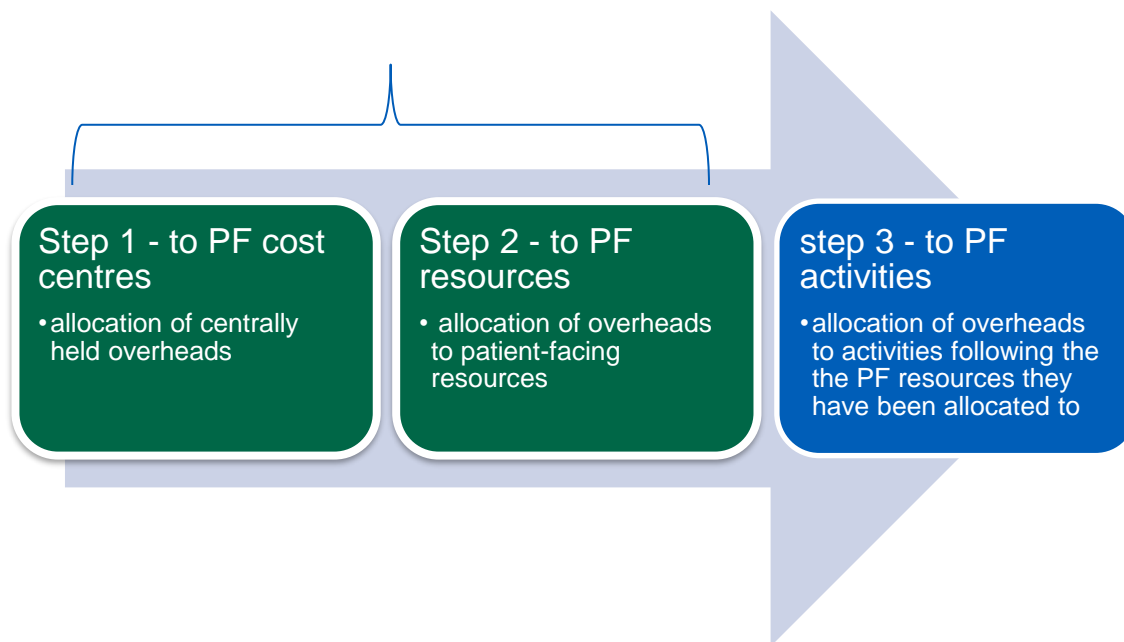 Step 1 - to PF cost
centres
•allocation of centrally
held overheads
Step 2 - to PF
resources
• allocation of overheads
to patient-facing
resources
step 3 - to PF
activities
•allocation of overheads
to activities following the
the PF resources they
have been allocated to